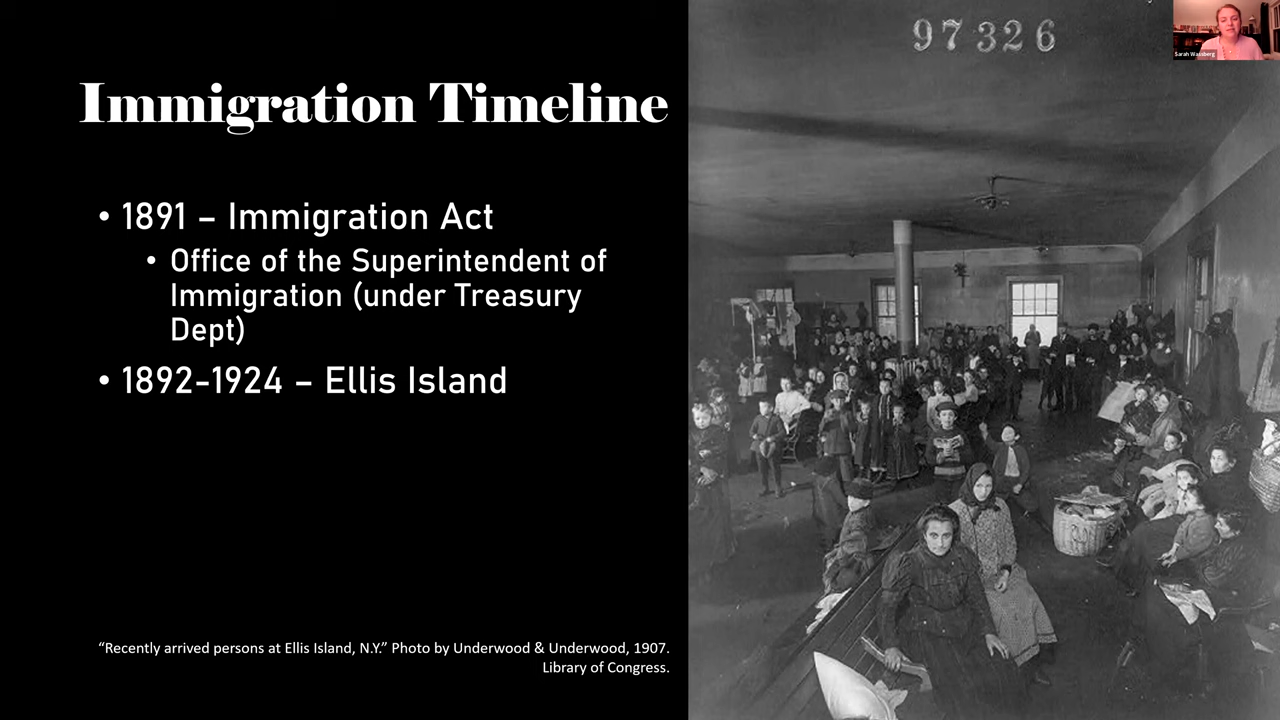 Immigration Timeline
• 1891 – Immigration Act
• Office of the Superintendent of
Immigration (under Treasury
Dept)
• 1892-1924 – Ellis Island
“Recently arrived persons at Ellis Island, N.Y.” Photo by Underwood & Underwood, 1907.
Library of Congress.
97326
Sarah Wassberg